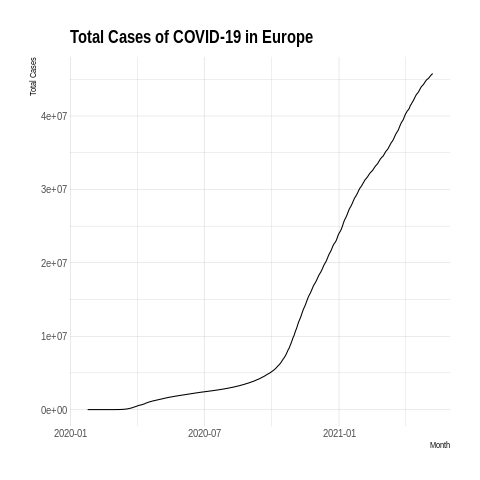 Total Cases of COVID-19 in Europe
Total Cases
4e+07
3e+07
2e+07
1e+07
0e+00
2020-01 2020-07 2021-01
Month